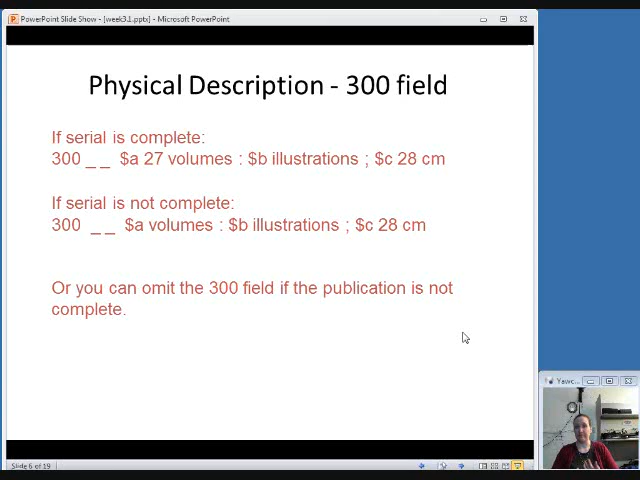 PowerPoint Slide Show - [week3.1.pptx] - Microsoft PowerPoint
Physical Description - 300 field
If serial is complete:
300 _ _ $a 27 volumes : $b illustrations ; $c 28 cm
If serial is not complete:
300 _ _ $a volumes : $b illustrations ; $c 28 cm
Or you can omit the 300 field if the publication is not
complete.
Yawc...
Slide 6 of 19